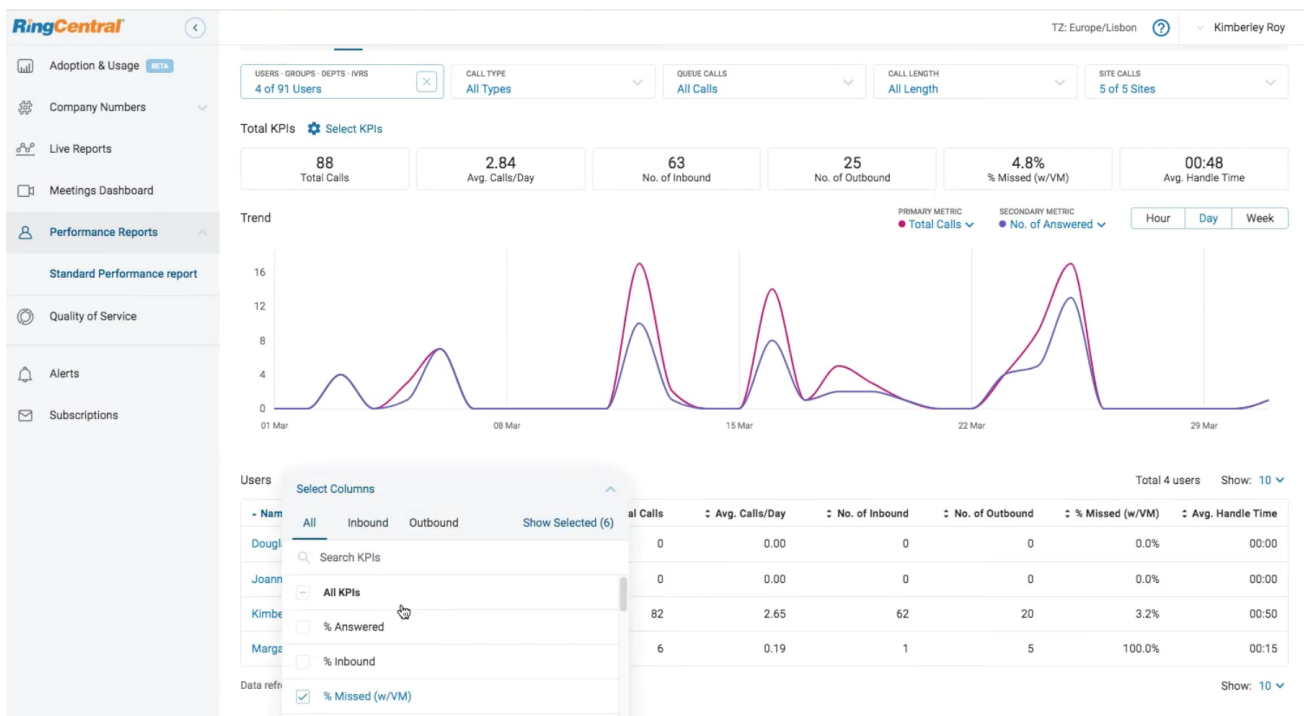 RingCentral
TZ: Europe/Lisbon
Kimberley Roy
Adoption & Usage BETA
Company Numbers
Live Reports
Meetings Dashboard
Performance Reports
Standard Performance report
Quality of Service
Alerts
Subscriptions
USERS - GROUPS - DEPTS - IVRS
4 of 91 Users
CALL TYPE
All Types
QUEUE CALLS
All Calls
CALL LENGTH
All Length
SITE CALLS
5 of 5 Sites
Total KPIs Select KPIs
88
Total Calls
2.84
Avg. Calls/Day
63
No. of Inbound
25
No. of Outbound
4.8%
% Missed (w/VM)
00:48
Avg. Handle Time
Trend
PRIMARY METRIC
Total Calls
SECONDARY METRIC
No. of Answered
Hour Day Week
16
12
8
4
0
01 Mar 08 Mar 15 Mar 22 Mar 29 Mar
Users
Total 4 users Show: 10
Select Columns
All Inbound Outbound Show Selected (6)
Search KPIs
All KPIs
% Answered
% Inbound
% Missed (w/VM)
Nam al Calls Avg. Calls/Day No. of Inbound No. of Outbound % Missed (w/VM) Avg. Handle Time
Dougl 0 0.00 0 0 0.0% 00:00
Joann 0 0.00 0 0 0.0% 00:00
Kimbe 82 2.65 62 20 3.2% 00:50
Marga 6 0.19 1 5 100.0% 00:15
Data refr
Show: 10